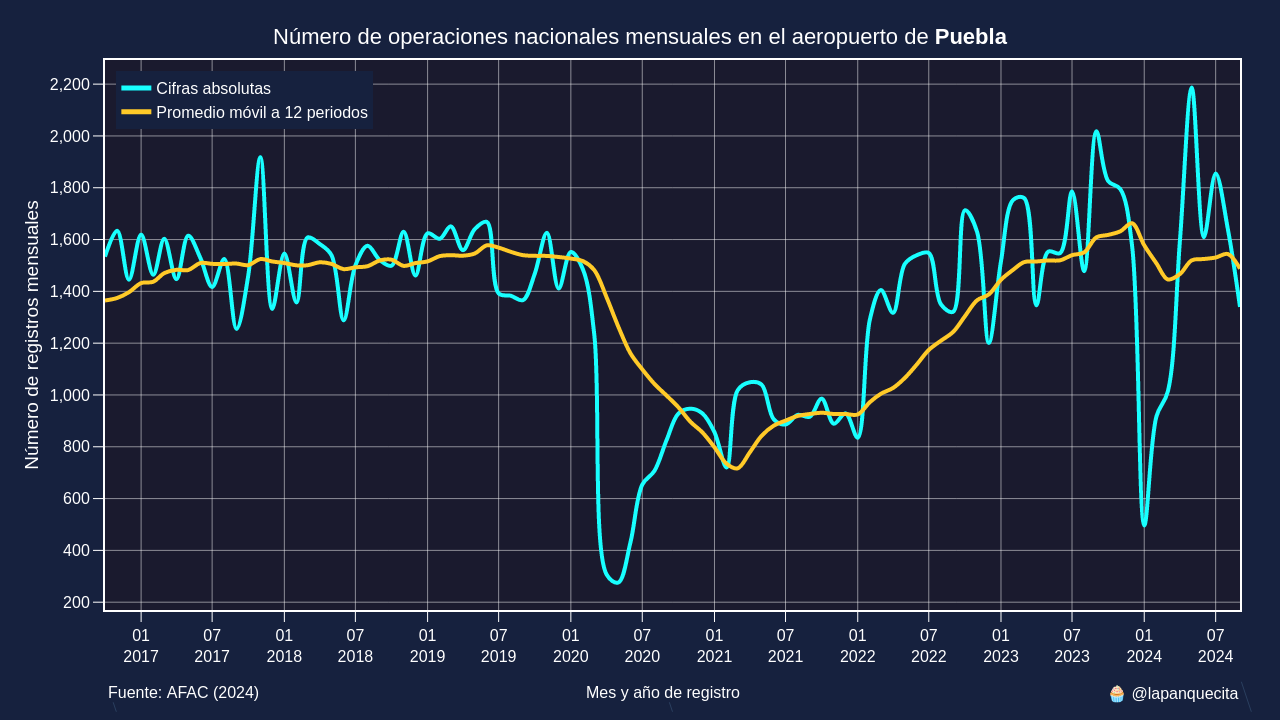 Número de operaciones nacionales mensuales en el aeropuerto de Puebla
Cifras absolutas
Promedio móvil a 12 periodos
Número de registros mensuales
2,200
2,000
1,800
1,600
1,400
1,200
1,000
800
600
400
200
01 07 01 07 01 07 01 07 01 07 01 07 01 07 01 07
2017 2017 2018 2018 2019 2019 2020 2020 2021 2021 2022 2022 2023 2023 2024 2024
Fuente: AFAC (2024)
Mes y año de registro
🧁 @lapanquecita